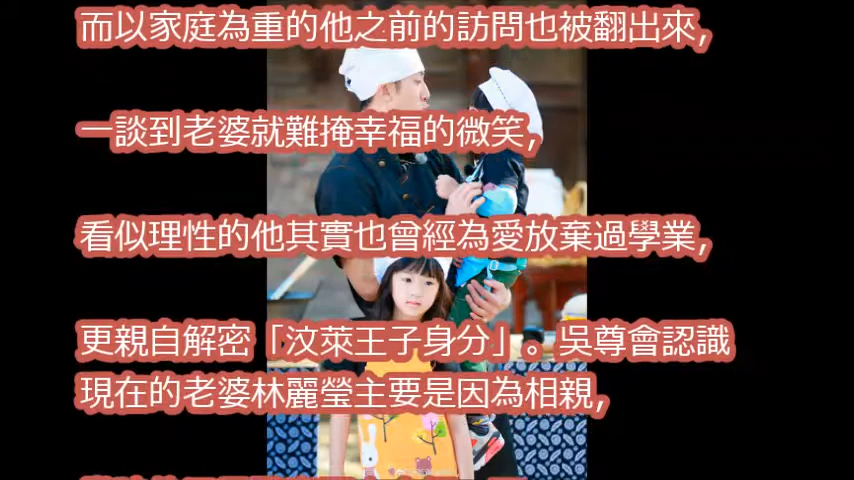 而以家庭為重的他之前的訪問也被翻出來，
一談到老婆就難掩幸福的微笑，
看似理性的他其實也曾經為愛放棄過學業，
更親自解密「汶萊王子身分」。吳尊會認識
現在的老婆林麗瑩主要是因為相親，